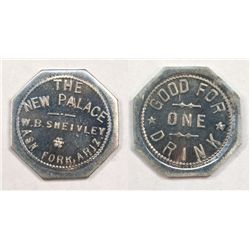 THE
NEW PALACE
W.B. SHEIVLEY
ASH FORK, ARIZ.
GOOD FOR
ONE
DRINK